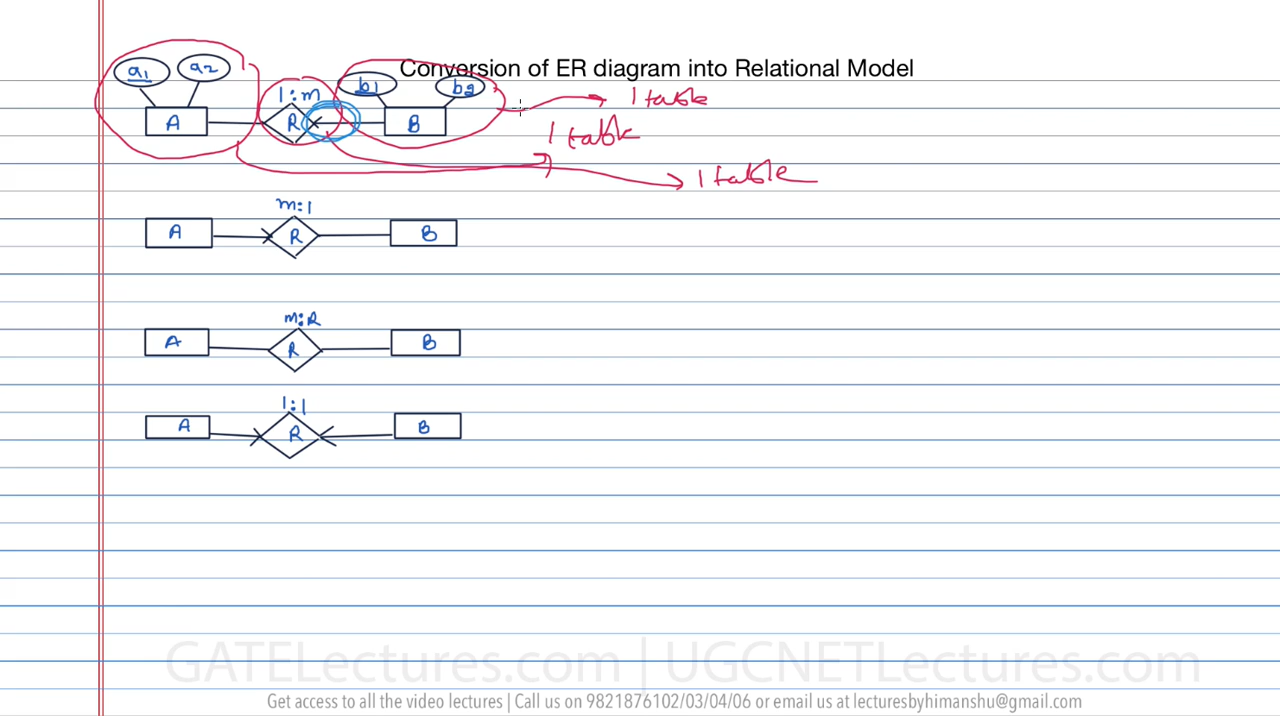 Conversion of ER diagram into Relational Model
a1 a2 b1 b2
1:m
A R B
1 table
1 table
1 table
m:1
A R B
m:R
A R B
1:1
A R B
GATELectures.com | UGCNETLectures.com
Get access to all the video lectures | Call us on 9821876102/03/04/06 or email us at lecturesbyhimanshu@gmail.com